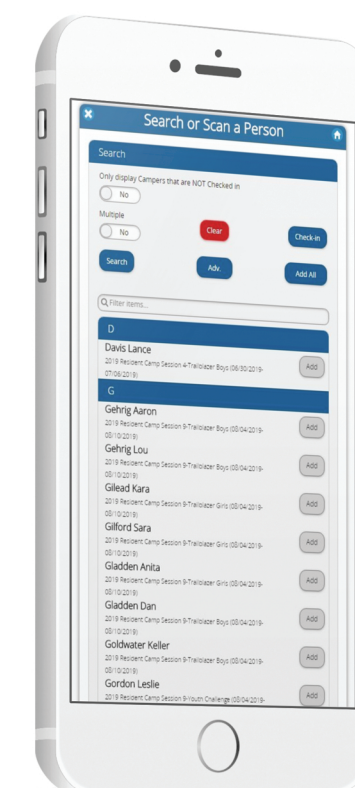 Search or Scan a Person
Search
Only display Campers that are NOT Checked in
No
Multiple
No
Clear
Check-in
Search
Adv.
Add All
Filter items...
D
Davis Lance
2019 Resident Camp Session 4-Trailblazer Boys (06/30/2019-
07/06/2019)
Add
G
Gehrig Aaron
2019 Resident Camp Session 9-Trailblazer Boys (08/04/2019-
08/10/2019)
Add
Gehrig Lou
2019 Resident Camp Session 9-Trailblazer Boys (08/04/2019-
08/10/2019)
Add
Gilead Kara
2019 Resident Camp Session 9-Trailblazer Girls (08/04/2019-
08/10/2019)
Add
Gilford Sara
2019 Resident Camp Session 9-Trailblazer Girls (08/04/2019-
08/10/2019)
Add
Gladden Anita
2019 Resident Camp Session 9-Trailblazer Girls (08/04/2019-
08/10/2019)
Add
Gladden Dan
2019 Resident Camp Session 9-Trailblazer Boys (08/04/2019-
08/10/2019)
Add
Goldwater Keller
2019 Resident Camp Session 9-Trailblazer Boys (08/04/2019-
08/10/2019)
Add
Gordon Leslie
2019 Resident Camp Session 9-Youth Challenge (08/04/2019-
Add